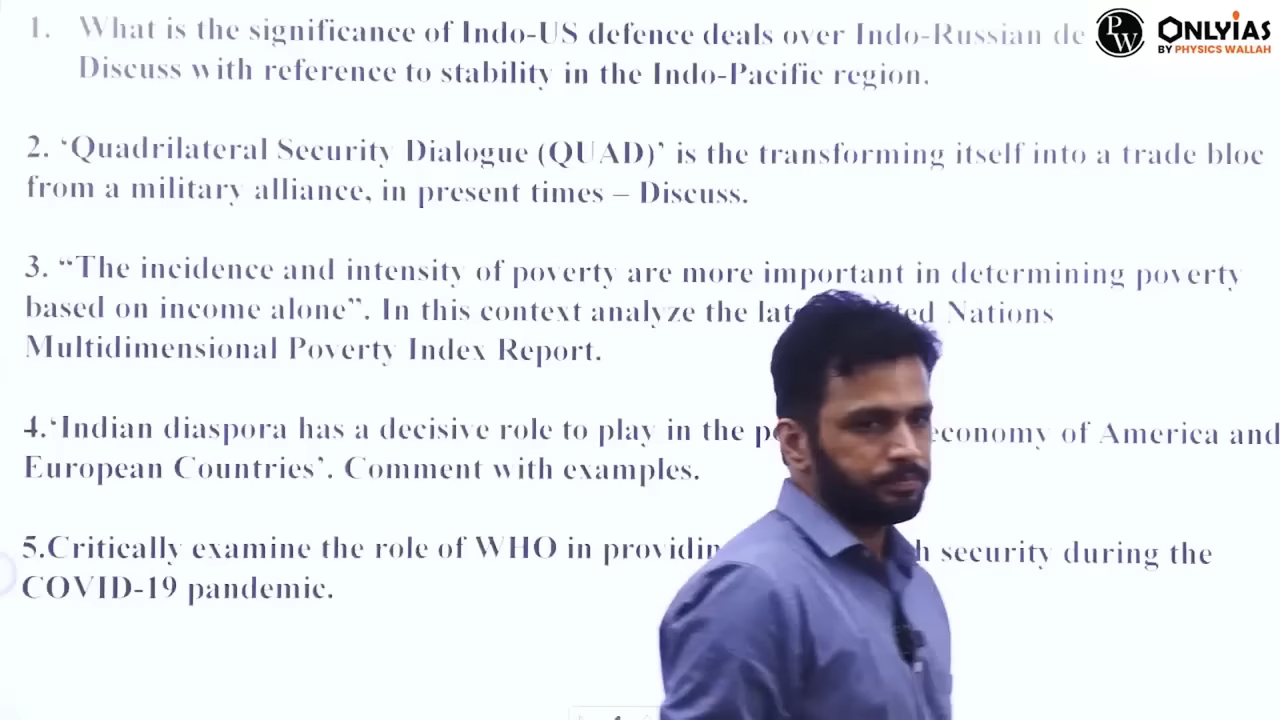 1. What is the significance of Indo-US defence deals over Indo-Russian de
PW
ONLYIAS
BY PHYSICS WALLAH
Discuss with reference to stability in the Indo-Pacific region.
2. ‘Quadrilateral Security Dialogue (QUAD)’ is the transforming itself into a trade bloc
from a military alliance, in present times – Discuss.
3. “The incidence and intensity of poverty are more important in determining poverty
based on income alone”. In this context analyze the Nations
Multidimensional Poverty Index Report.
4.‘Indian diaspora has a decisive role to play in the economy of America and
European Countries’. Comment with examples.
5.Critically examine the role of WHO in security during the
COVID-19 pandemic.